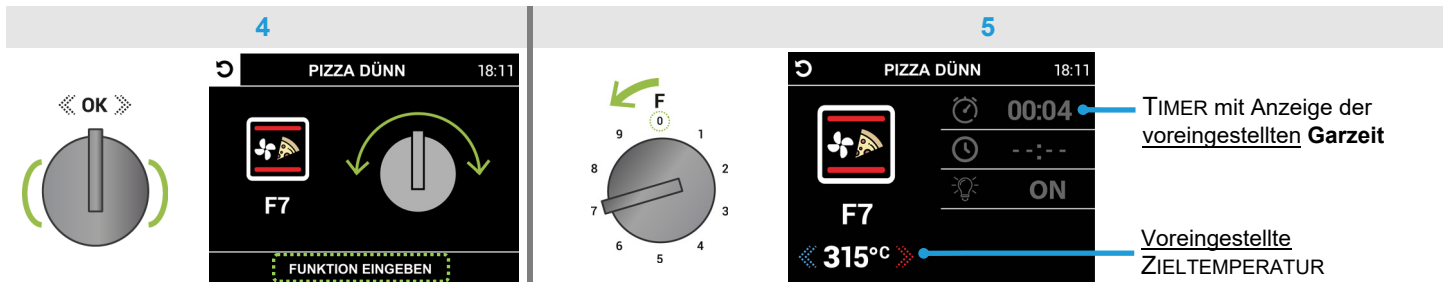 4
5
OK
PIZZA DÜNN 18:11
F7
FUNKTION EINGEBEN
F
0
1
2
3
4
5
6
7
8
9
PIZZA DÜNN 18:11
00:04
--:--
ON
F7
315°C
TIMER mit Anzeige der
voreingestellten Garzeit
Voreingestellte
ZIELTEMPERATUR